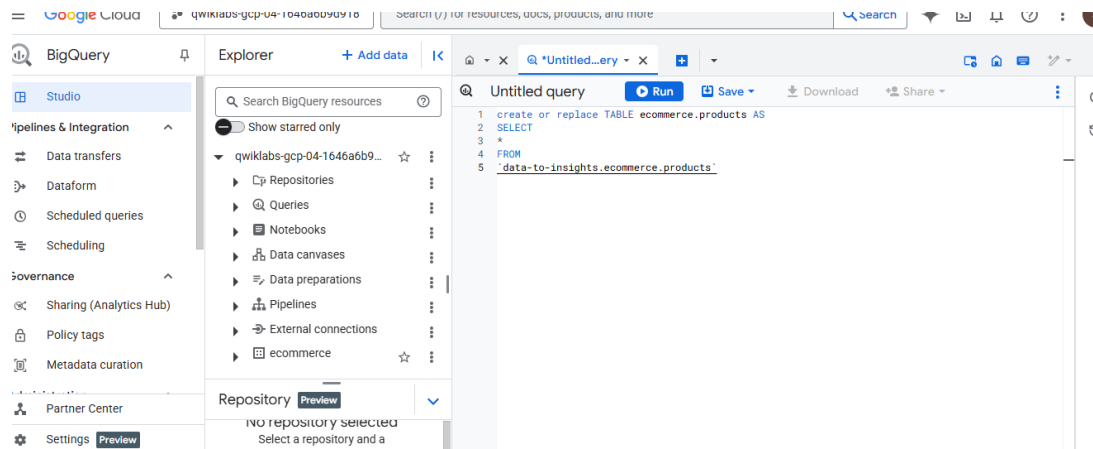 Google Cloud
qwiklabs-gcp-04-1646a6b9d918
Search (/) for resources, docs, products, and more
Search
BigQuery
Studio
Pipelines & Integration
Data transfers
Dataform
Scheduled queries
Scheduling
Governance
Sharing (Analytics Hub)
Policy tags
Metadata curation
Partner Center
Settings Preview
Explorer
+ Add data
Search BigQuery resources
Show starred only
qwiklabs-gcp-04-1646a6b9...
Repositories
Queries
Notebooks
Data canvases
Data preparations
Pipelines
External connections
ecommerce
Repository Preview
No repository selected
Select a repository and a
*Untitled...ery
Untitled query
Run
Save
Download
Share
1 create or replace TABLE ecommerce.products AS
2 SELECT
3 *
4 FROM
5 `data-to-insights.ecommerce.products`